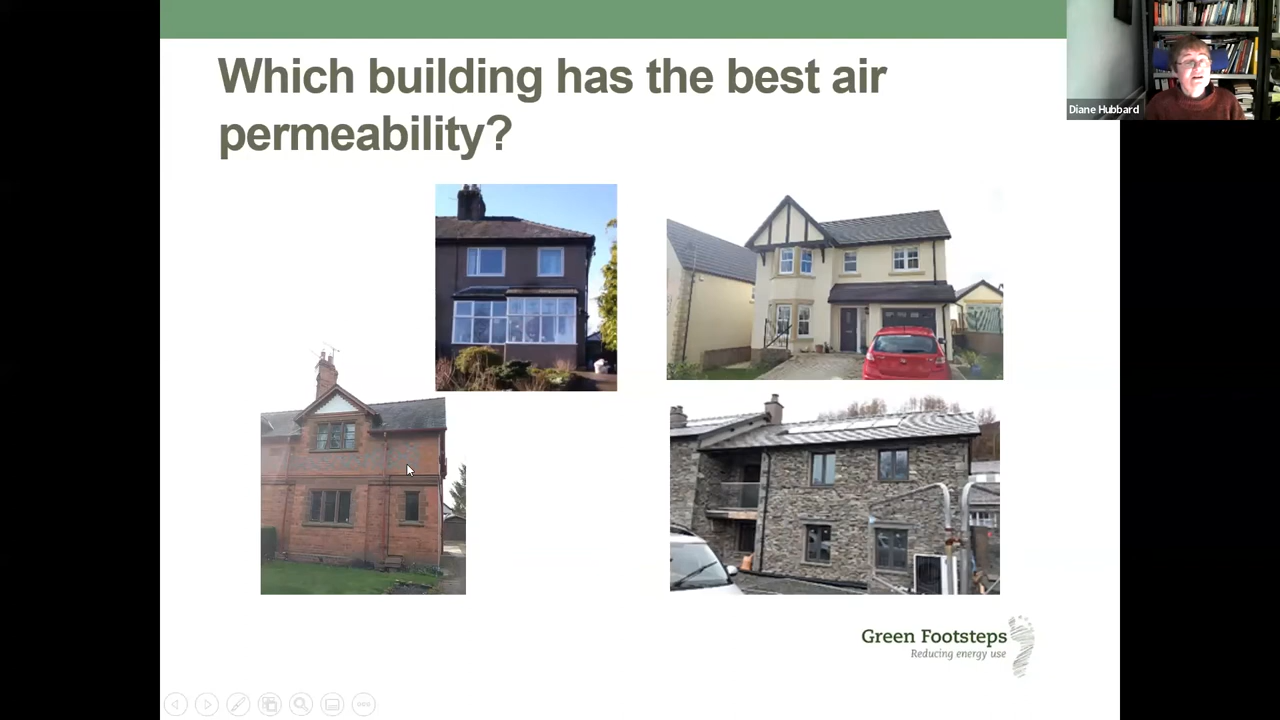 Which building has the best air
permeability?
Diane Hubbard
Green Footsteps
Reducing energy use